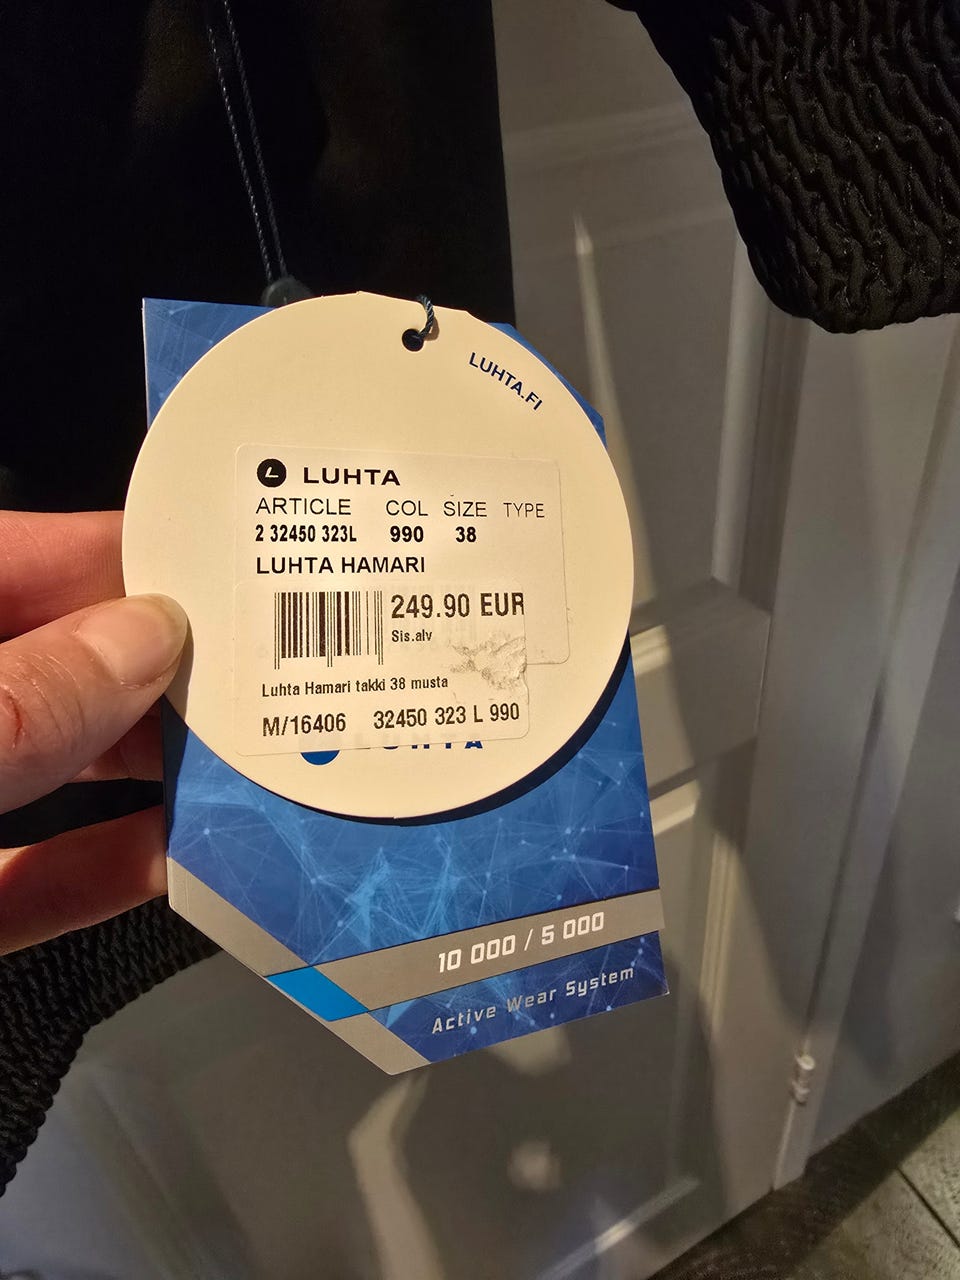 LUHTA.FI
LUHTA
ARTICLE COL SIZE TYPE
2 32450 323L 990 38
LUHTA HAMARI
249.90 EUR
Sis.alv
Luhta Hamari takki 38 musta
M/16406 32450 323 L 990
LUHTA
10 000 / 5 000
Active Wear System